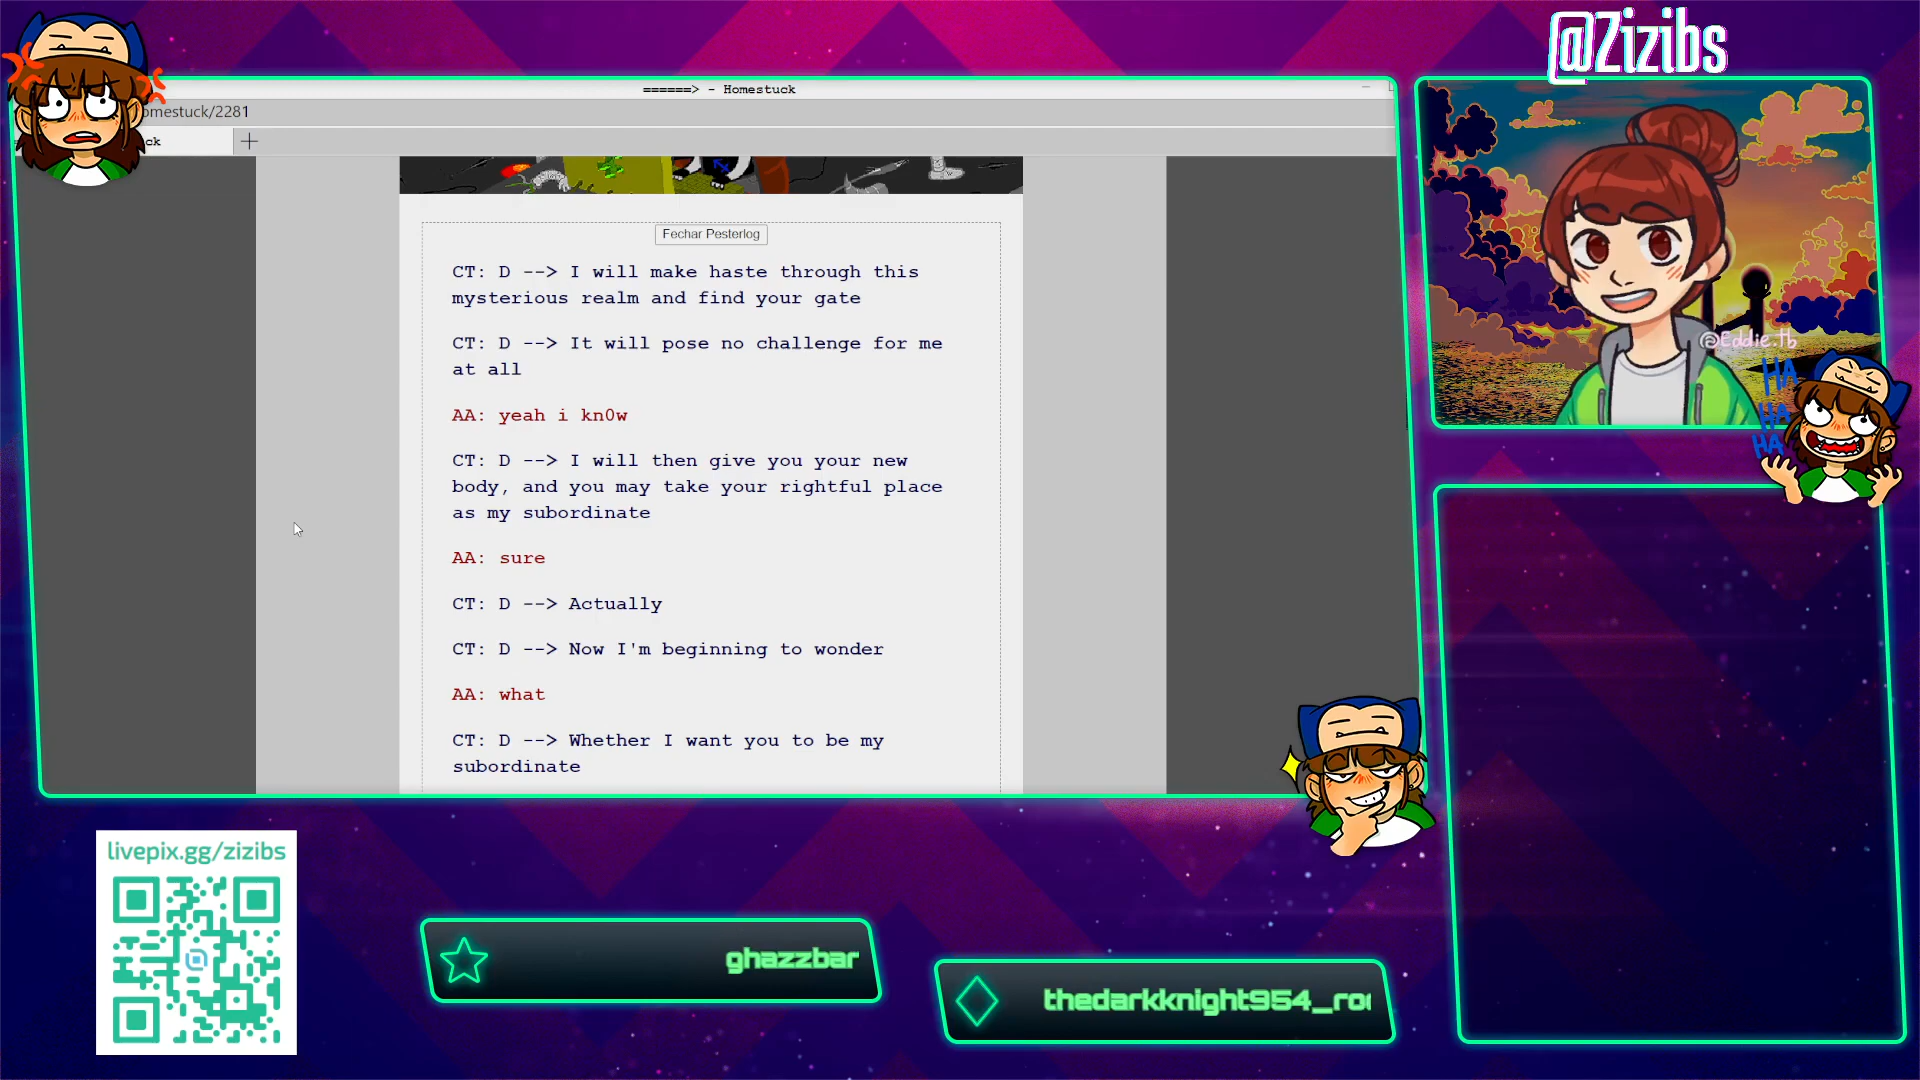 @Zizibs
======> - Homestuck
omestuck/2281
ck
Fechar Pesterlog
CT: D --> I will make haste through this
mysterious realm and find your gate
CT: D --> It will pose no challenge for me
at all
AA: yeah i kn0w
CT: D --> I will then give you your new
body, and you may take your rightful place
as my subordinate
AA: sure
CT: D --> Actually
CT: D --> Now I'm beginning to wonder
AA: what
CT: D --> Whether I want you to be my
subordinate
@Eddie.tb
HA
HA
HA
livepix.gg/zizibs
ghazzbar
thedarkknight954_ro